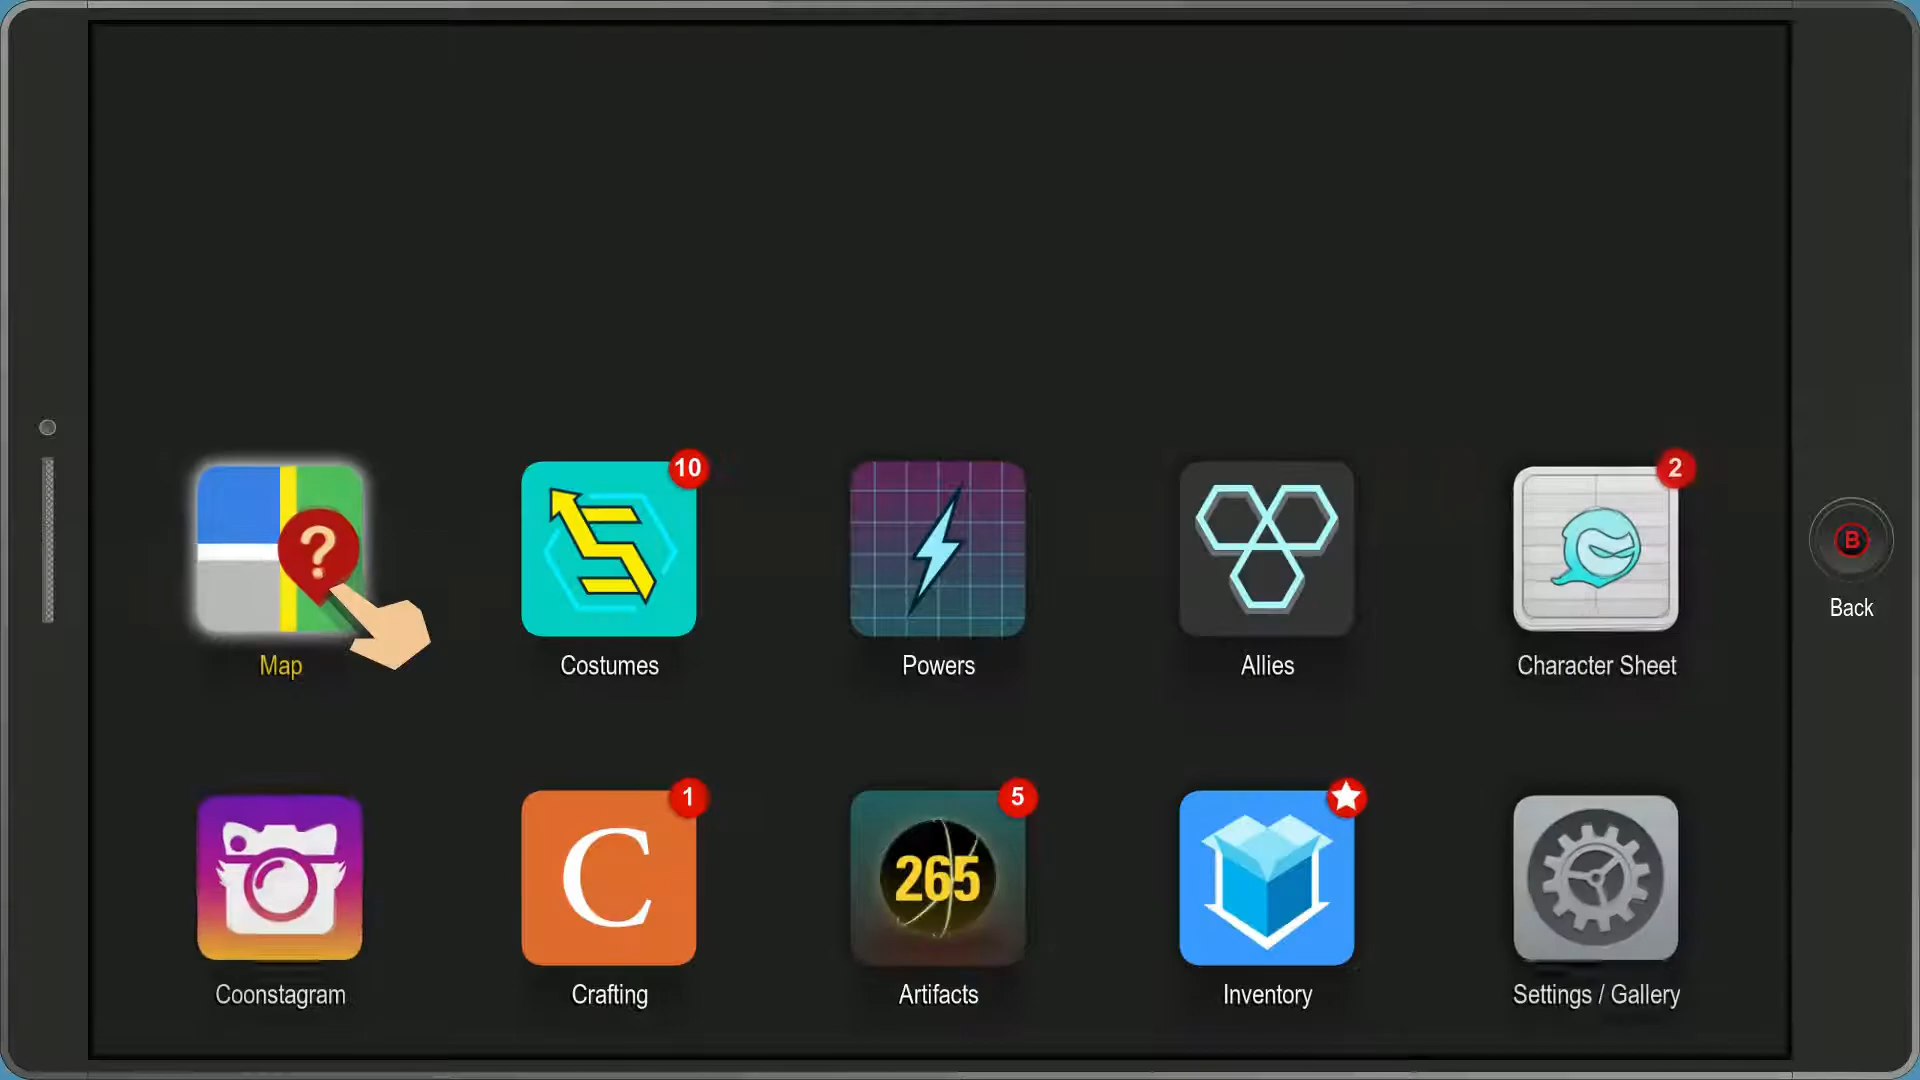 10
2
?
B
Back
Map
Costumes
Powers
Allies
Character Sheet
1
5
C
265
Coonstagram
Crafting
Artifacts
Inventory
Settings / Gallery